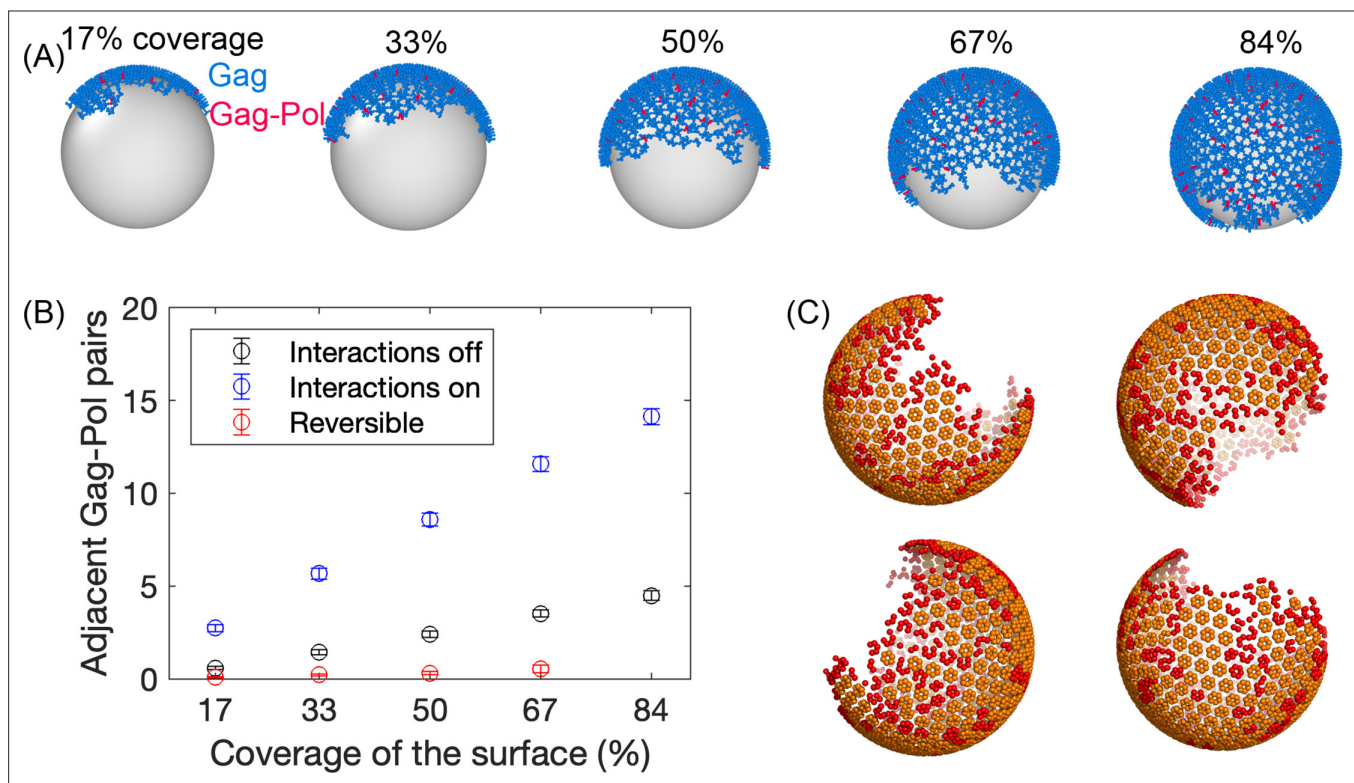 (A)
17% coverage
33%
50%
67%
84%
Gag
Gag-Pol
(B)
Adjacent Gag-Pol pairs
20
15
10
5
0
Interactions off
Interactions on
Reversible
17
33
50
67
84
Coverage of the surface (%)
(C)